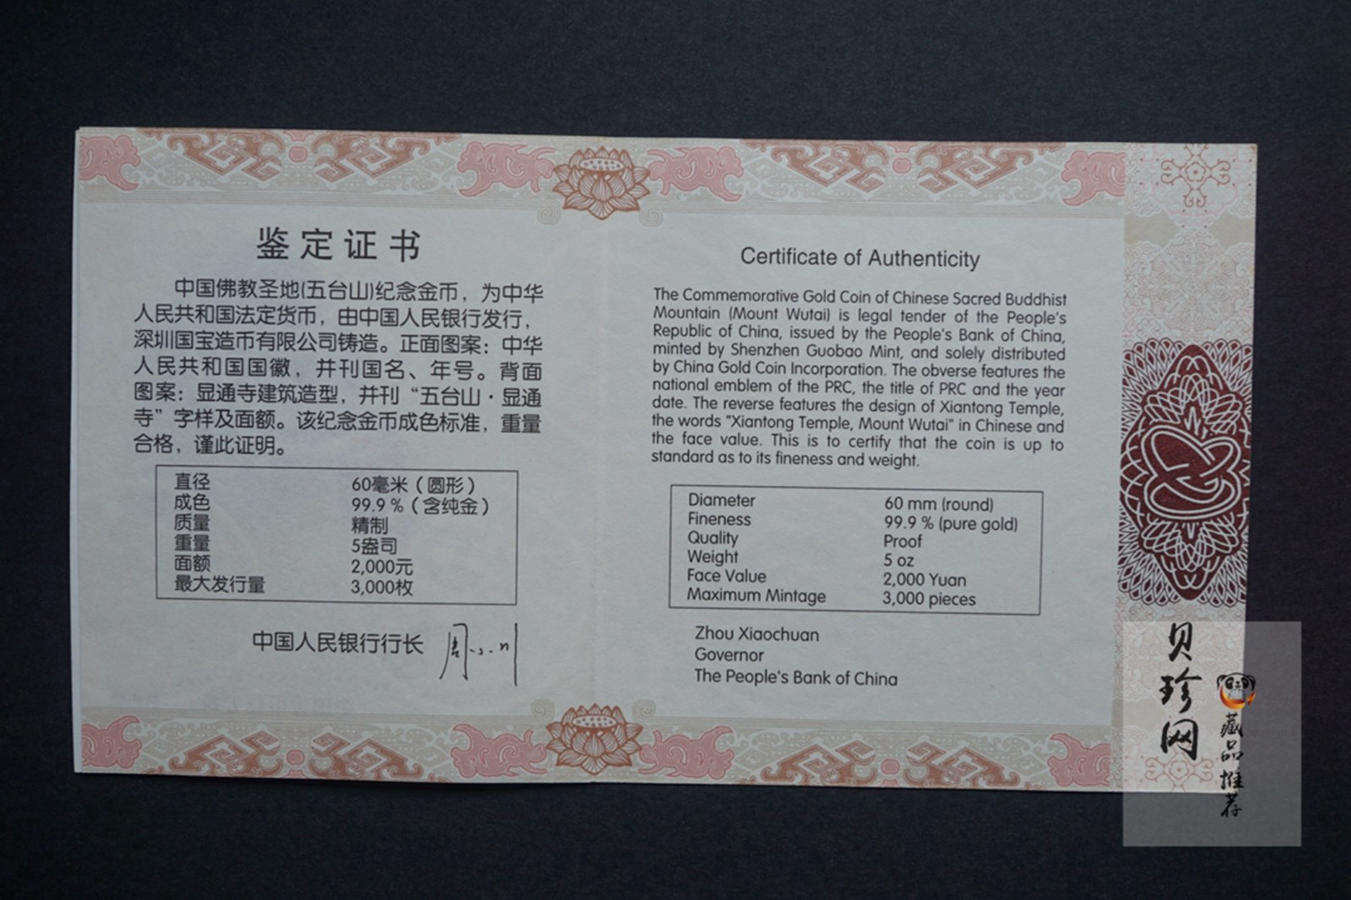 鉴定证书
中国佛教圣地(五台山)纪念金币，为中华
人民共和国法定货币，由中国人民银行发行，
深圳国宝造币有限公司铸造。正面图案：中华
人民共和国国徽，并刊国名、年号。背面
图案：显通寺建筑造型，并刊“五台山·显通
寺”字样及面额。该纪念金币成色标准，重量
合格，谨此证明。
直径 60毫米（圆形）
成色 99.9 %（含纯金）
质量 精制
重量 5盎司
面额 2,000元
最大发行量 3,000枚
中国人民银行行长 周小川
Certificate of Authenticity
The Commemorative Gold Coin of Chinese Sacred Buddhist
Mountain (Mount Wutai) is legal tender of the People's
Republic of China, issued by the People's Bank of China,
minted by Shenzhen Guobao Mint, and solely distributed
by China Gold Coin Incorporation. The obverse features the
national emblem of the PRC, the title of PRC and the year
date. The reverse features the design of Xiantong Temple,
the words "Xiantong Temple, Mount Wutai" in Chinese and
the face value. This is to certify that the coin is up to
standard as to its fineness and weight.
Diameter 60 mm (round)
Fineness 99.9 % (pure gold)
Quality Proof
Weight 5 oz
Face Value 2,000 Yuan
Maximum Mintage 3,000 pieces
Zhou Xiaochuan
Governor
The People's Bank of China
贝珍网
藏品推荐